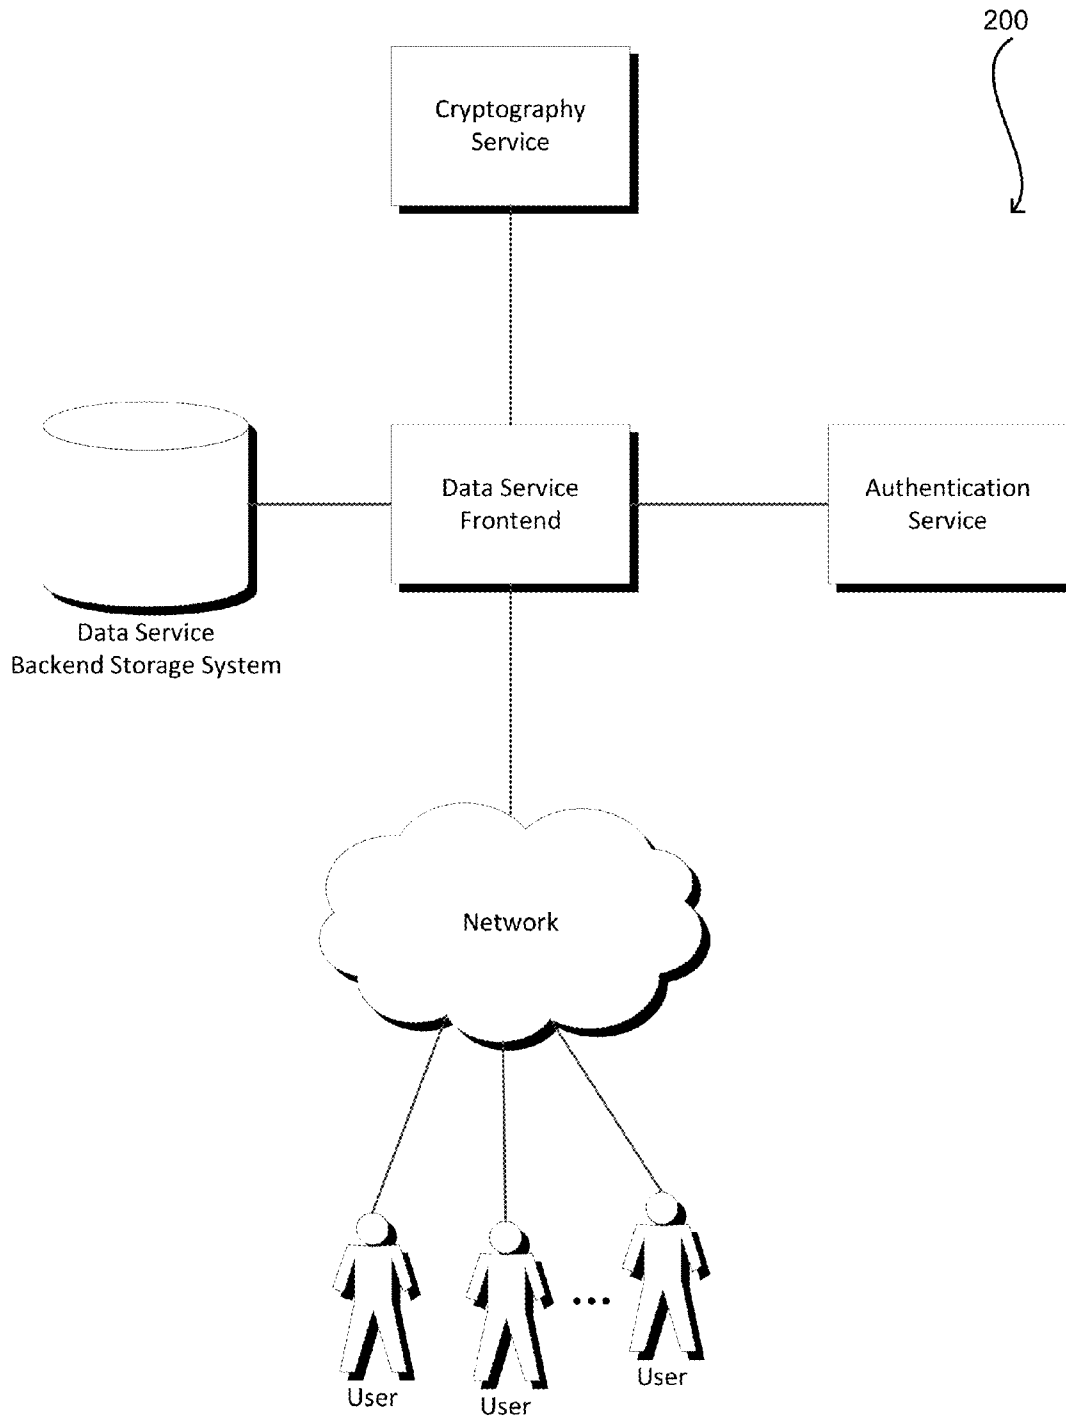 200
Cryptography
Service
Data Service
Frontend
Authentication
Service
Data Service
Backend Storage System
Network
•••
User
User
User